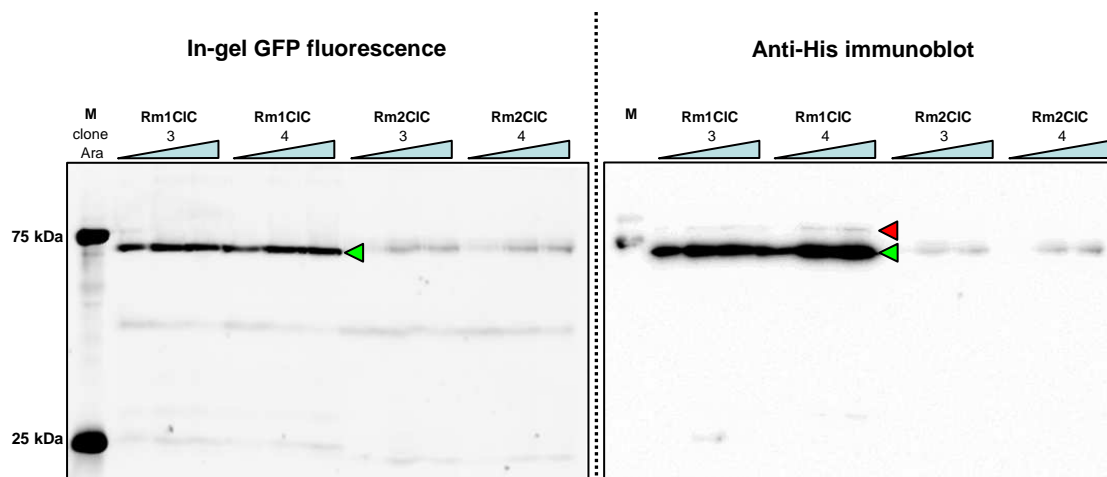 In-gel GFP fluorescence
M
clone
Ara
Rm1ClC
3
Rm1ClC
4
Rm2ClC
3
Rm2ClC
4
75 kDa
25 kDa
Anti-His immunoblot
M
Rm1ClC
3
Rm1ClC
4
Rm2ClC
3
Rm2ClC
4